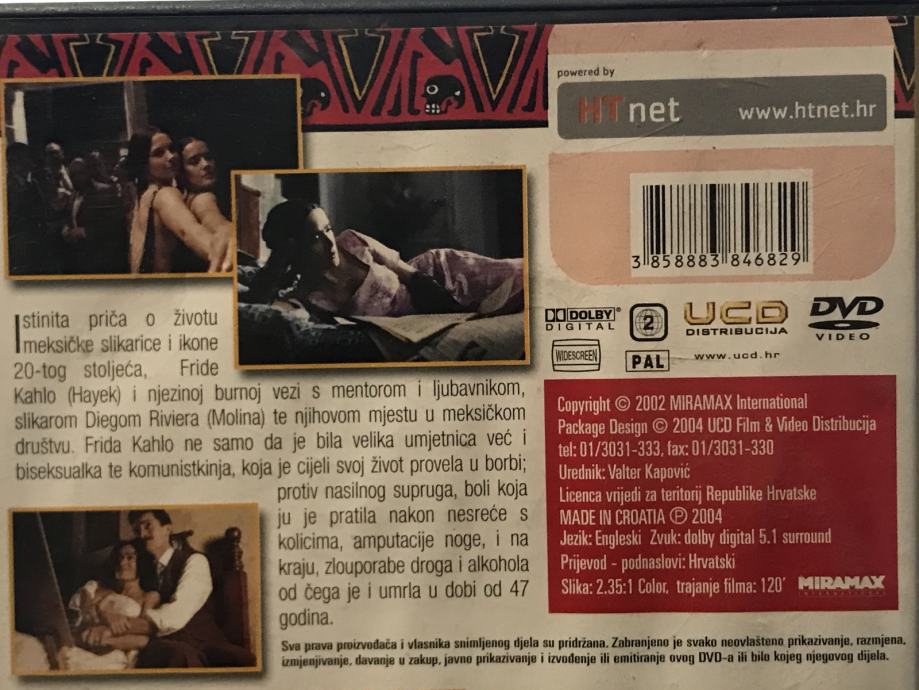 powered by
HTnet www.htnet.hr
3 858883 846829
DOLBY DIGITAL
2
UCD DISTRIBUCIJA
DVD VIDEO
WIDESCREEN
PAL
www.ucd.hr
Istinita priča o životu
meksičke slikarice i ikone
20-tog stoljeća, Fride
Kahlo (Hayek) i njezinoj burnoj vezi s mentorom i ljubavnikom,
slikarom Diegom Riviera (Molina) te njihovom mjestu u meksičkom
društvu. Frida Kahlo ne samo da je bila velika umjetnica već i
biseksualka te komunistkinja, koja je cijeli svoj život provela u borbi;
protiv nasilnog supruga, boli koja
ju je pratila nakon nesreće s
kolicima, amputacije noge, i na
kraju, zlouporabe droga i alkohola
od čega je i umrla u dobi od 47
godina.
Copyright © 2002 MIRAMAX International
Package Design © 2004 UCD Film & Video Distribucija
tel: 01/3031-333, fax: 01/3031-330
Urednik: Valter Kapović
Licenca vrijedi za teritorij Republike Hrvatske
MADE IN CROATIA ℗ 2004
Jezik: Engleski Zvuk: dolby digital 5.1 surround
Prijevod - podnaslovi: Hrvatski
Slika: 2.35:1 Color, trajanje filma: 120'
MIRAMAX
INTERNATIONAL
Sva prava proizvođača i vlasnika snimljenog djela su pridržana. Zabranjeno je svako neovlašteno prikazivanje, razmjena,
izmjenjivanje, davanje u zakup, javno prikazivanje i izvođenje ili emitiranje ovog DVD-a ili bilo kojeg njegovog dijela.